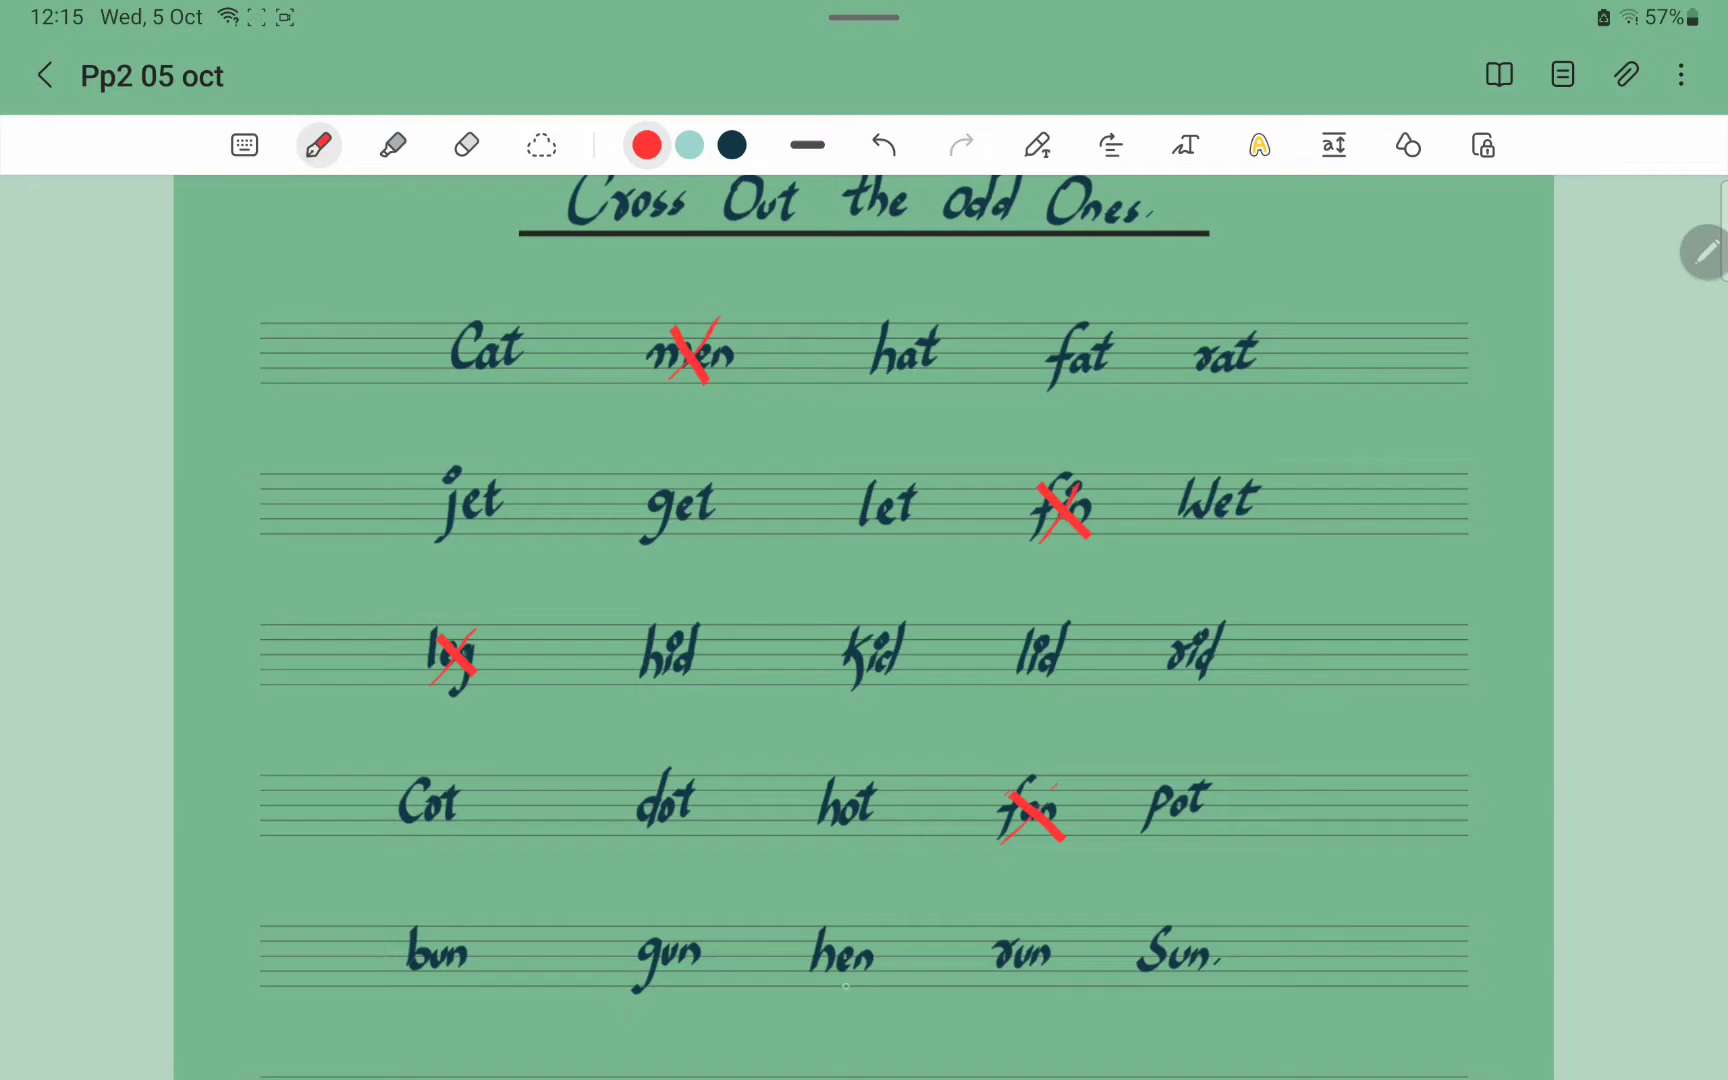 12:15 Wed, 5 Oct 57%
Pp2 05 oct
Cross Out the odd Ones.
Cat men hat fat rat
jet get let Wet
leg hid Kid lid rid
Cot dot hot pot
bun gun hen run Sun.